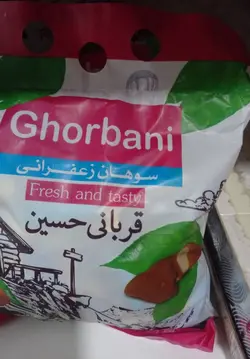 Ghorbani
سوهان زعفرانی
Fresh and tasty
قربانی حسین